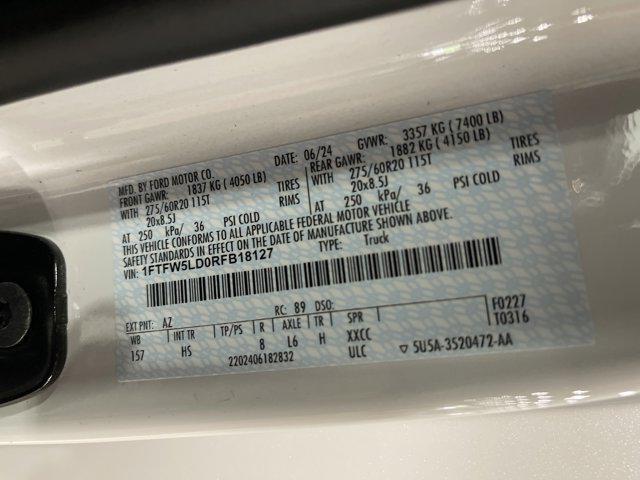 MFD. BY FORD MOTOR CO. DATE: 06/24 GVWR: 3357 KG ( 7400 LB)
FRONT GAWR: 1837 KG ( 4050 LB) REAR GAWR: 1882 KG ( 4150 LB)
WITH 275/60R20 115T TIRES WITH 275/60R20 115T TIRES
20x8.5J RIMS 20x8.5J RIMS
AT 250 kPa/ 36 PSI COLD AT 250 kPa/ 36 PSI COLD
THIS VEHICLE CONFORMS TO ALL APPLICABLE FEDERAL MOTOR VEHICLE
SAFETY STANDARDS IN EFFECT ON THE DATE OF MANUFACTURE SHOWN ABOVE.
VIN: 1FTFW5LD0RFB18127 TYPE: Truck
EXT PNT: AZ RC: 89 DSO: F0227
WB INT TR TP/PS R AXLE TR SPR T0316
157 HS 8 L6 H XXCC
2202406182832 ULC ▽ 5U5A-3520472-AA